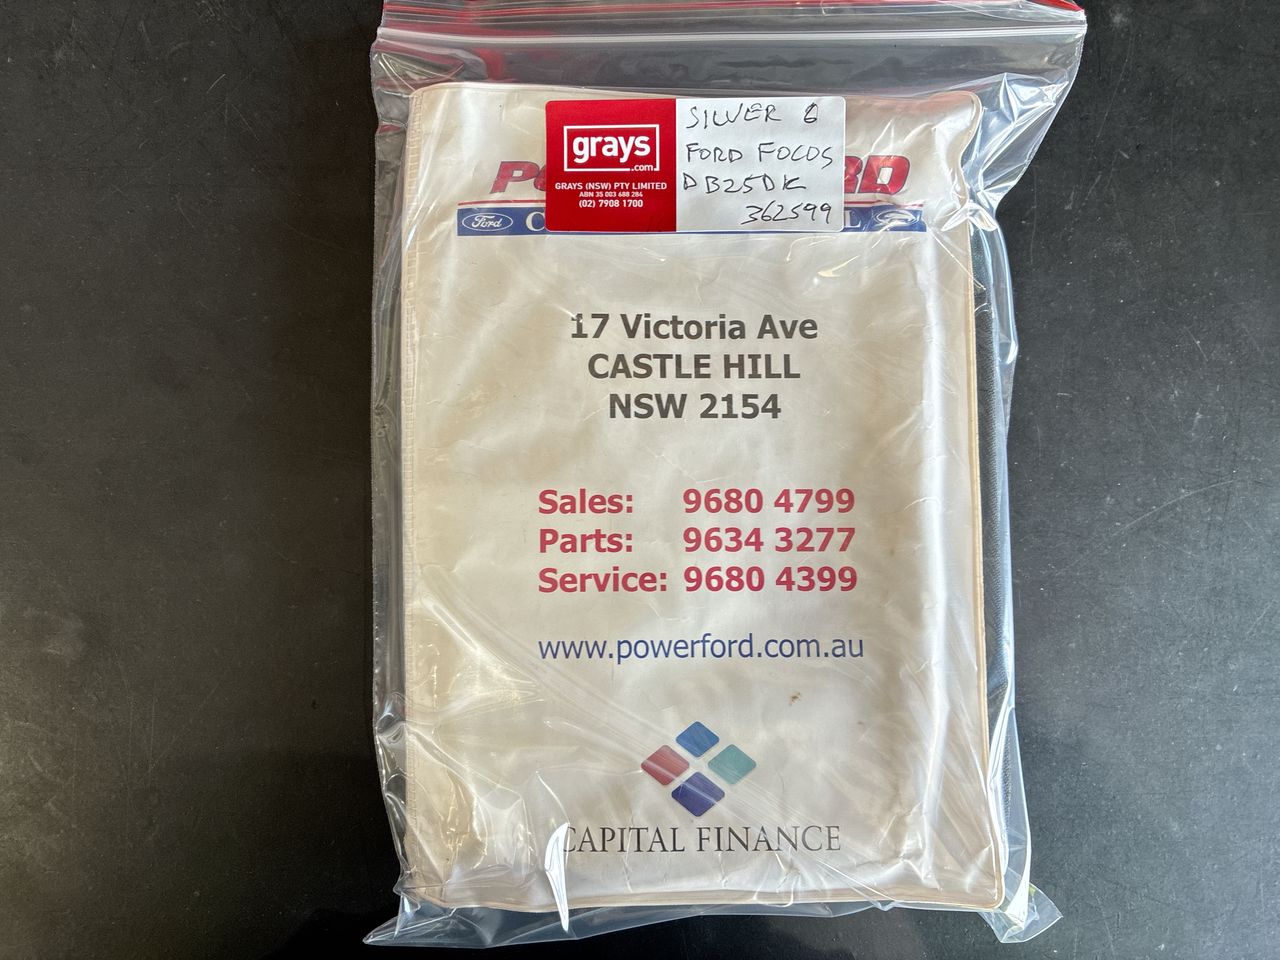 grays
.com
GRAYS (NSW) PTY LIMITED
ABN 35 003 688 284
(02) 7908 1700
SILVER 6
FORD FOCUS
DB25DK
362599
Ford
17 Victoria Ave
CASTLE HILL
NSW 2154
Sales: 9680 4799
Parts: 9634 3277
Service: 9680 4399
www.powerford.com.au
CAPITAL FINANCE